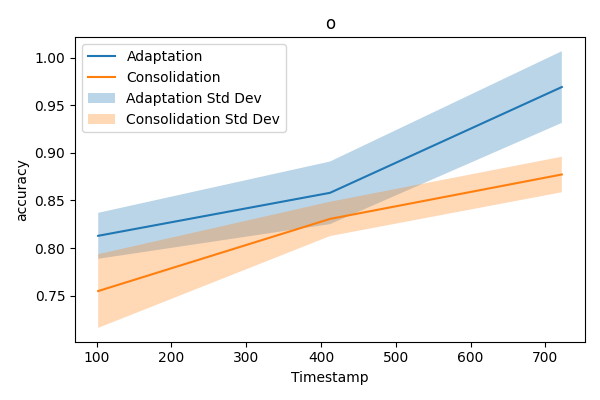 o
Adaptation
Consolidation
Adaptation Std Dev
Consolidation Std Dev
accuracy
1.00
0.95
0.90
0.85
0.80
0.75
100 200 300 400 500 600 700
Timestamp